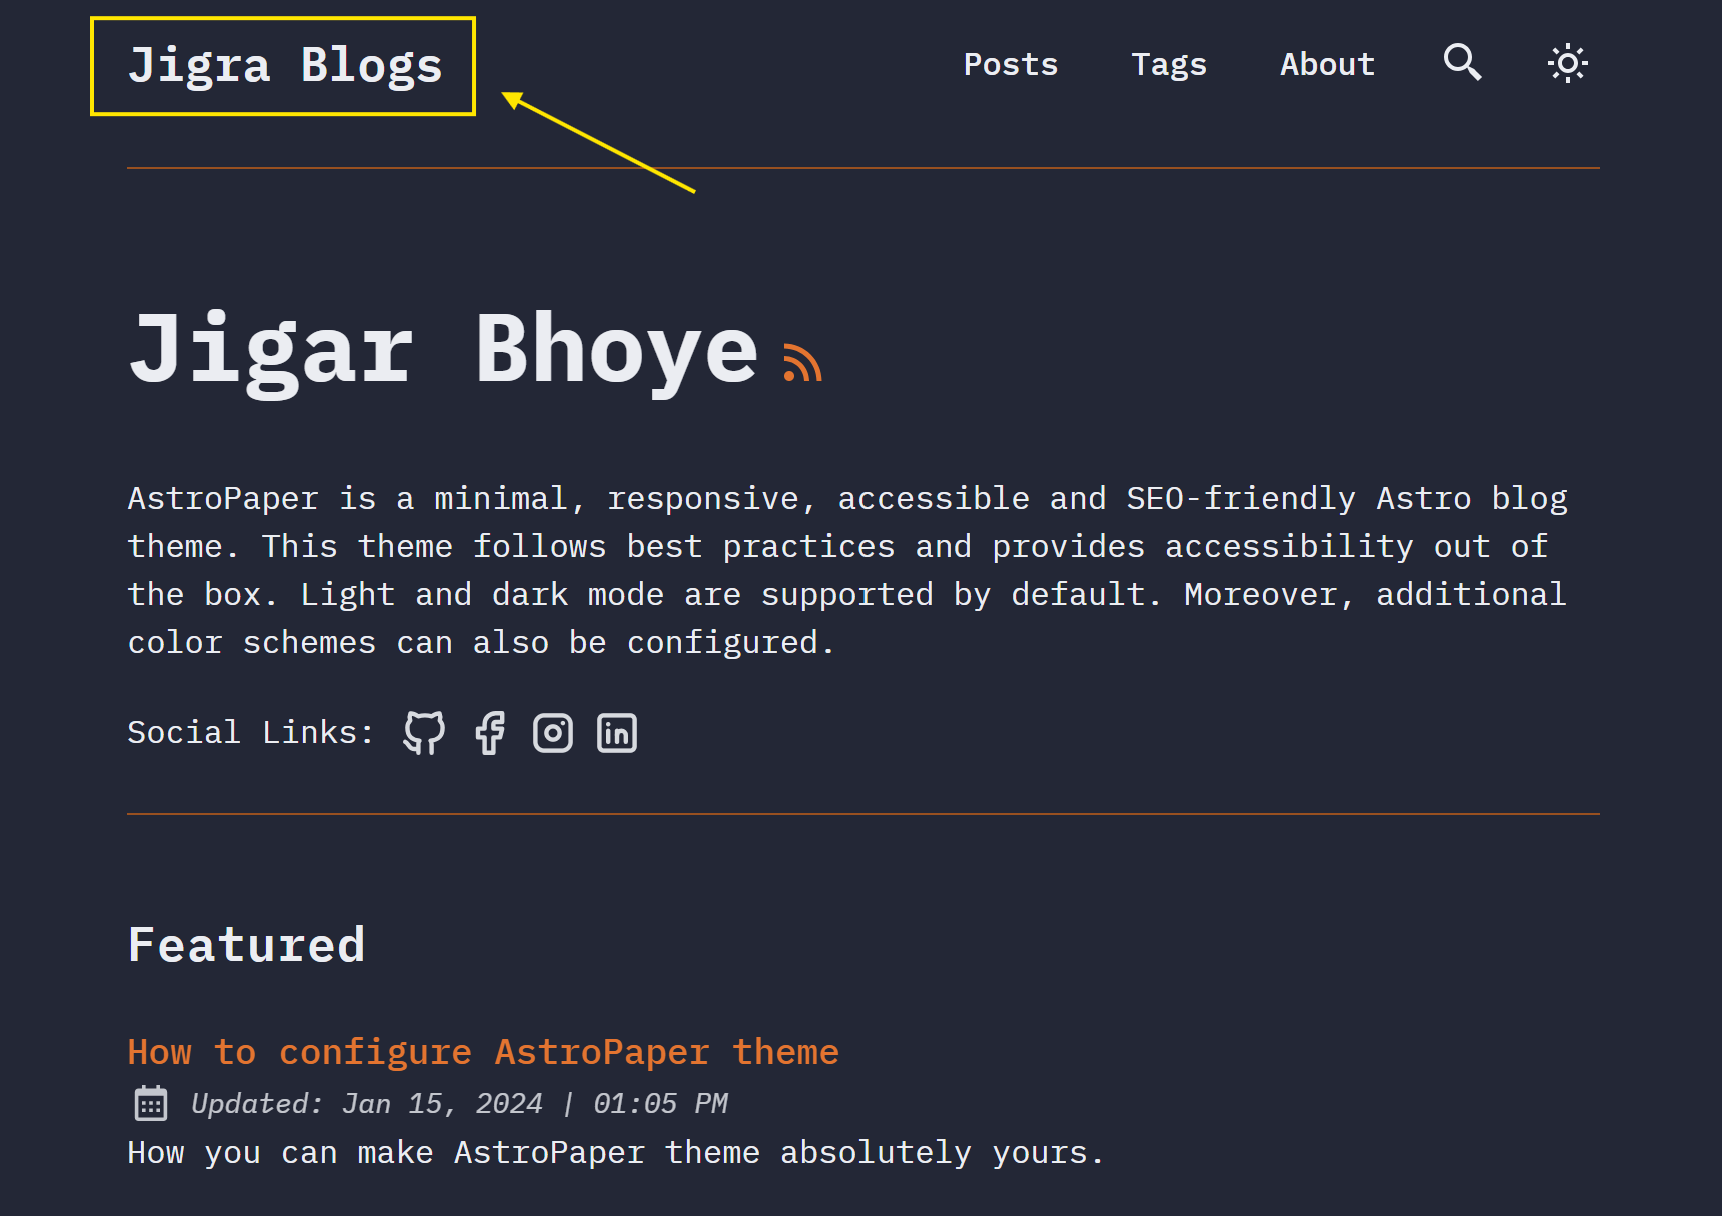 Jigra Blogs
Posts Tags About
Jigar Bhoye
AstroPaper is a minimal, responsive, accessible and SEO-friendly Astro blog
theme. This theme follows best practices and provides accessibility out of
the box. Light and dark mode are supported by default. Moreover, additional
color schemes can also be configured.
Social Links:
Featured
How to configure AstroPaper theme
Updated: Jan 15, 2024 | 01:05 PM
How you can make AstroPaper theme absolutely yours.